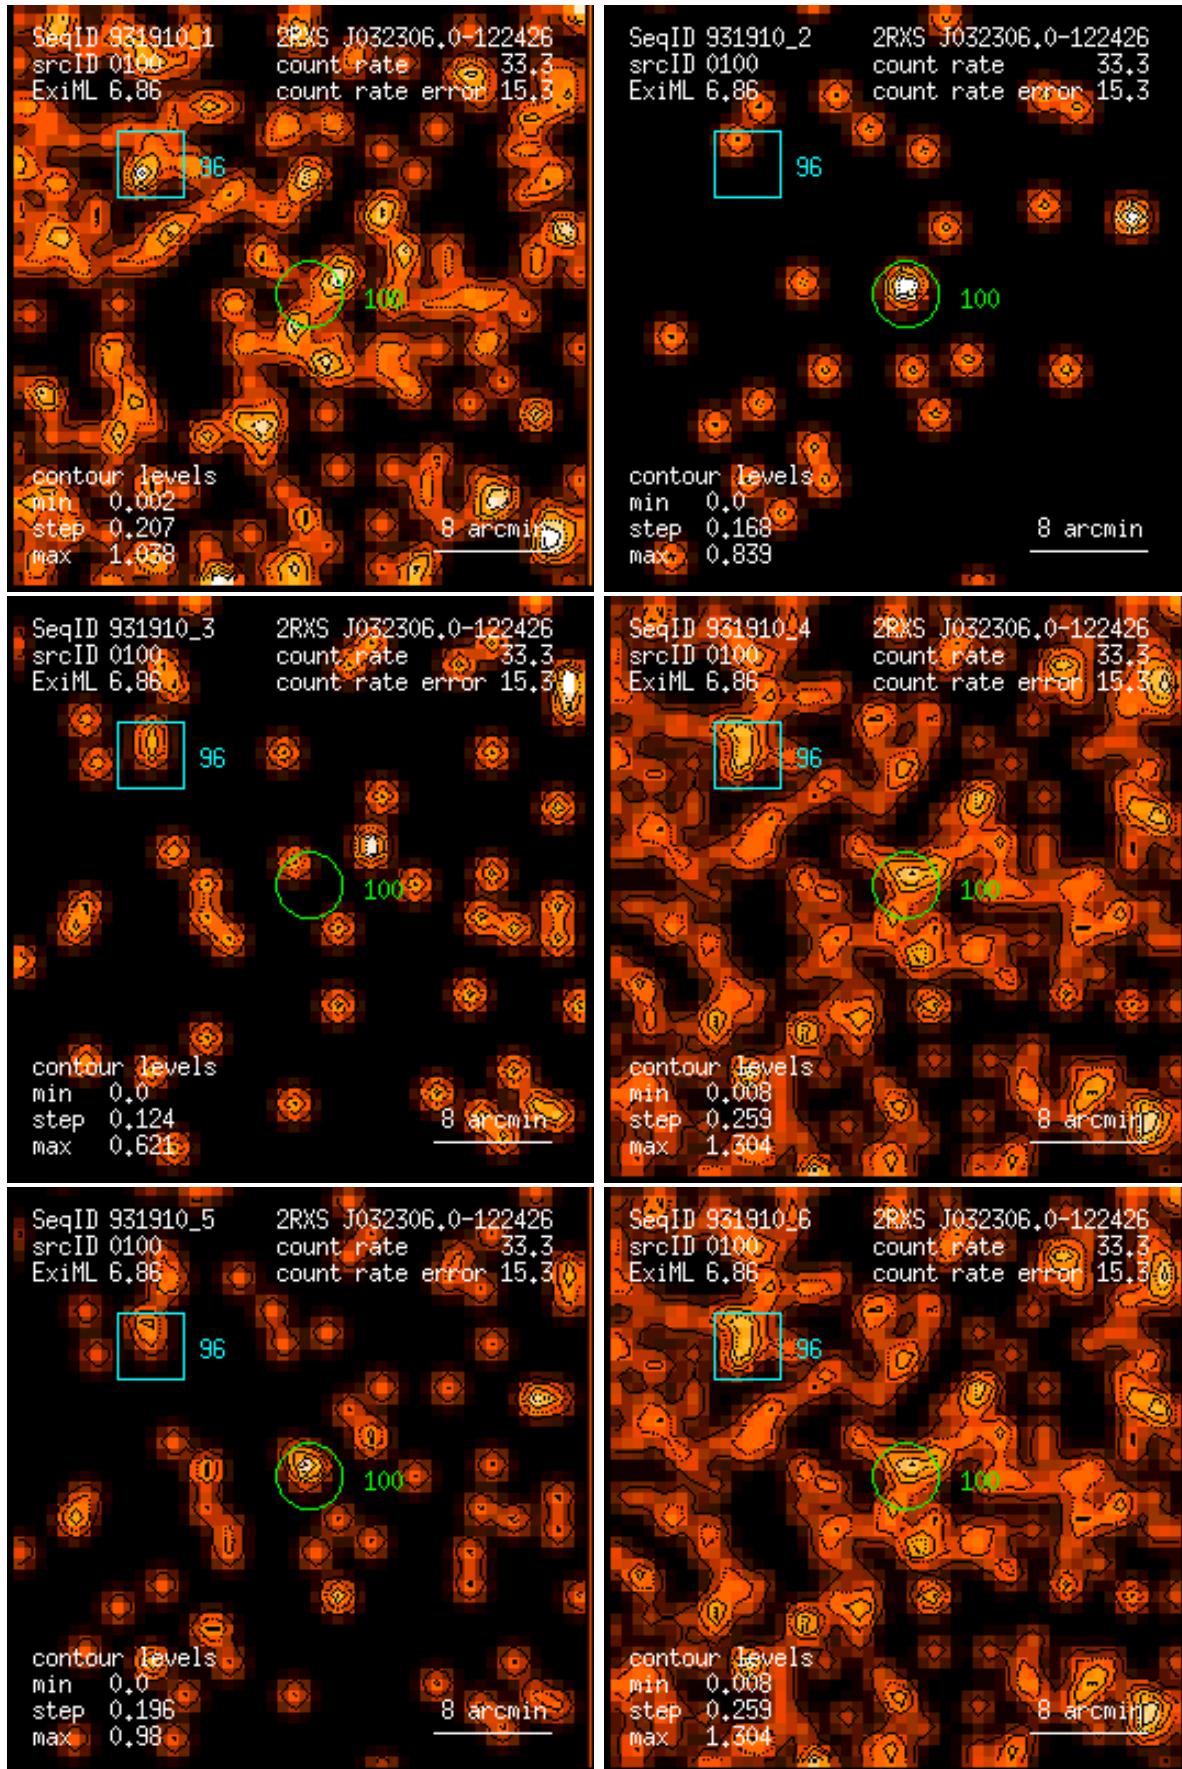 SeqID 931910_1 2RXS J032306.0-122426
srcID 0100 count rate 33.3
ExiML 6.86 count rate error 15.3
96
100
contour levels
min 0.002
step 0.207
max 1.038
8 arcmin
SeqID 931910_2 2RXS J032306.0-122426
srcID 0100 count rate 33.3
ExiML 6.86 count rate error 15.3
96
100
contour levels
min 0.0
step 0.168
max 0.839
8 arcmin
SeqID 931910_3 2RXS J032306.0-122426
srcID 0100 count rate 33.3
ExiML 6.86 count rate error 15.3
96
100
contour levels
min 0.0
step 0.124
max 0.621
8 arcmin
SeqID 931910_4 2RXS J032306.0-122426
srcID 0100 count rate 33.3
ExiML 6.86 count rate error 15.3
96
100
contour levels
min 0.008
step 0.259
max 1.304
8 arcmin
SeqID 931910_5 2RXS J032306.0-122426
srcID 0100 count rate 33.3
ExiML 6.86 count rate error 15.3
96
100
contour levels
min 0.0
step 0.196
max 0.98
8 arcmin
SeqID 931910_6 2RXS J032306.0-122426
srcID 0100 count rate 33.3
ExiML 6.86 count rate error 15.3
96
100
contour levels
min 0.008
step 0.259
max 1.304
8 arcmin